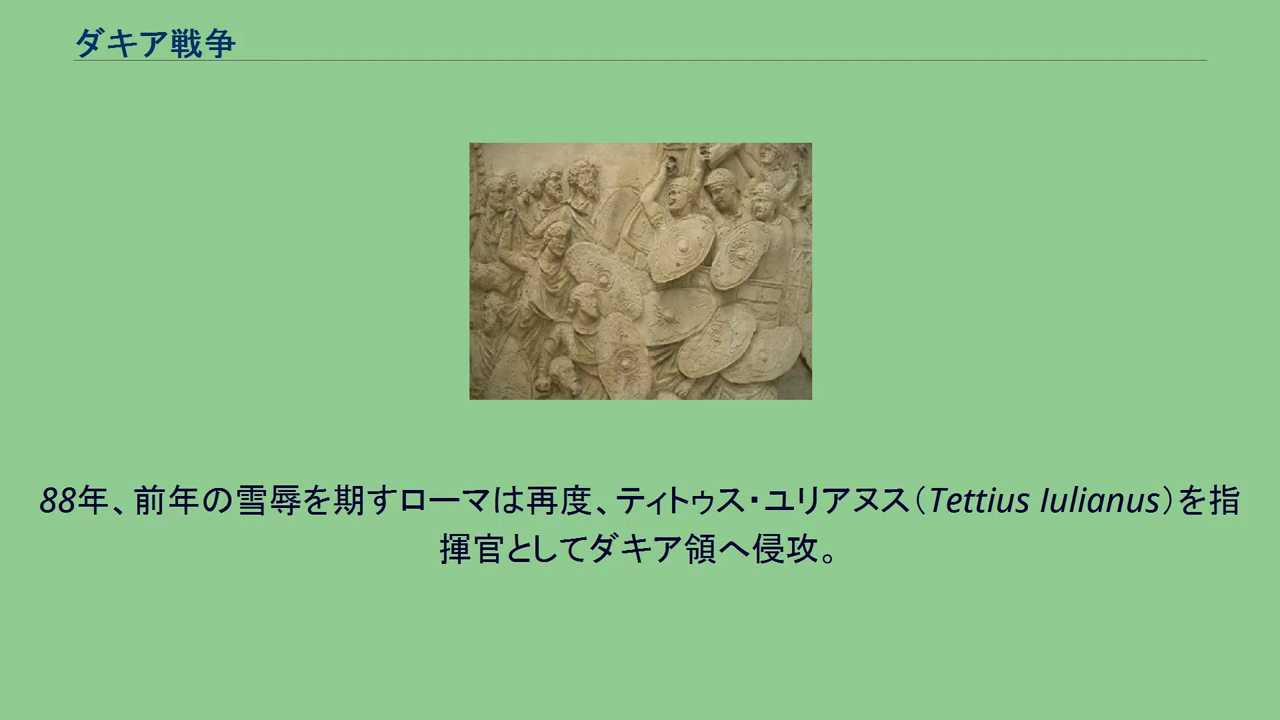 ダキア戦争
88年、前年の雪辱を期すローマは再度、ティトゥス・ユリアヌス（Tettius Iulianus）を指
揮官としてダキア領へ侵攻。